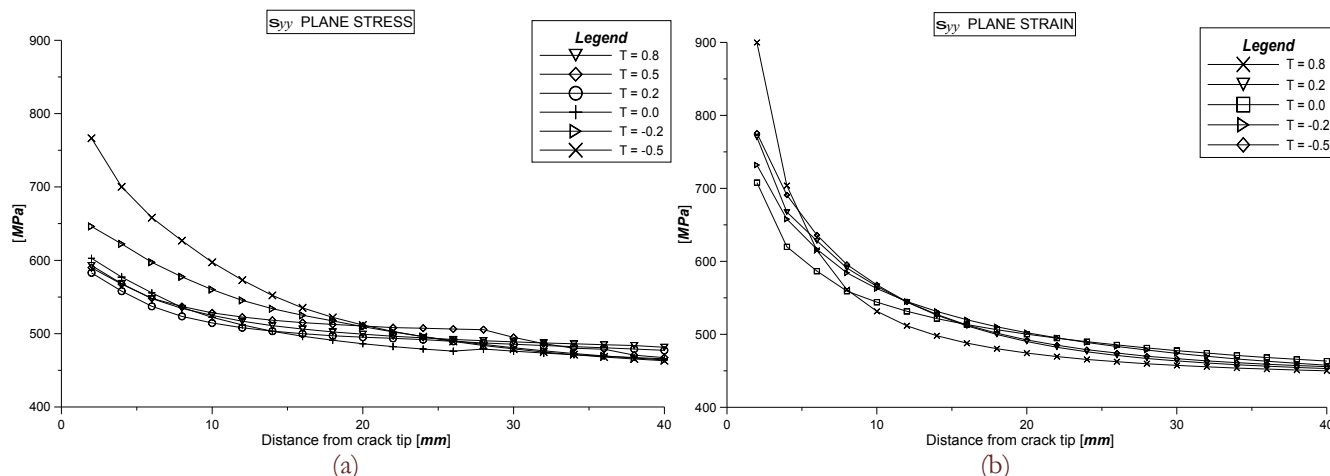 syy PLANE STRESS
Legend
T = 0.8
T = 0.5
T = 0.2
T = 0.0
T = -0.2
T = -0.5
900
800
700
600
500
400
[MPa]
0 10 20 30 40
Distance from crack tip [mm]
(a)
syy PLANE STRAIN
Legend
T = 0.8
T = 0.2
T = 0.0
T = -0.2
T = -0.5
900
800
700
600
500
400
[MPa]
0 10 20 30 40
Distance from crack tip [mm]
(b)